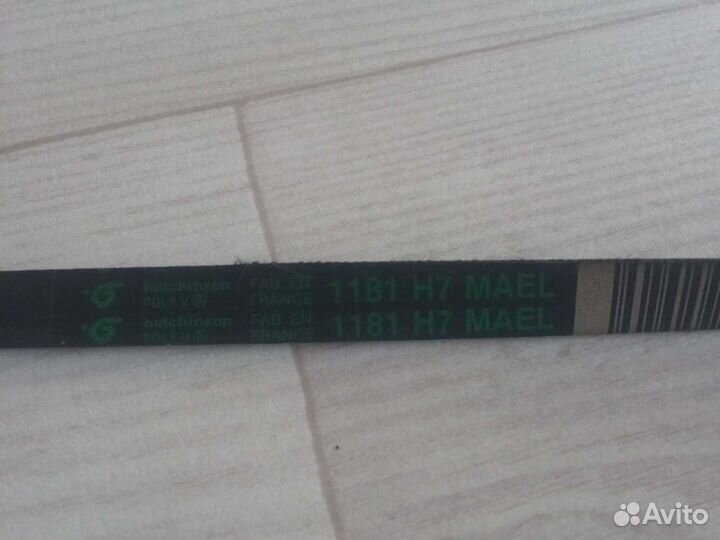 hutchinson FAB. EN 1181 H7 MAEL
POLY V FRANCE
hutchinson FAB. EN 1181 H7 MAEL
POLY V FRANCE
Avito